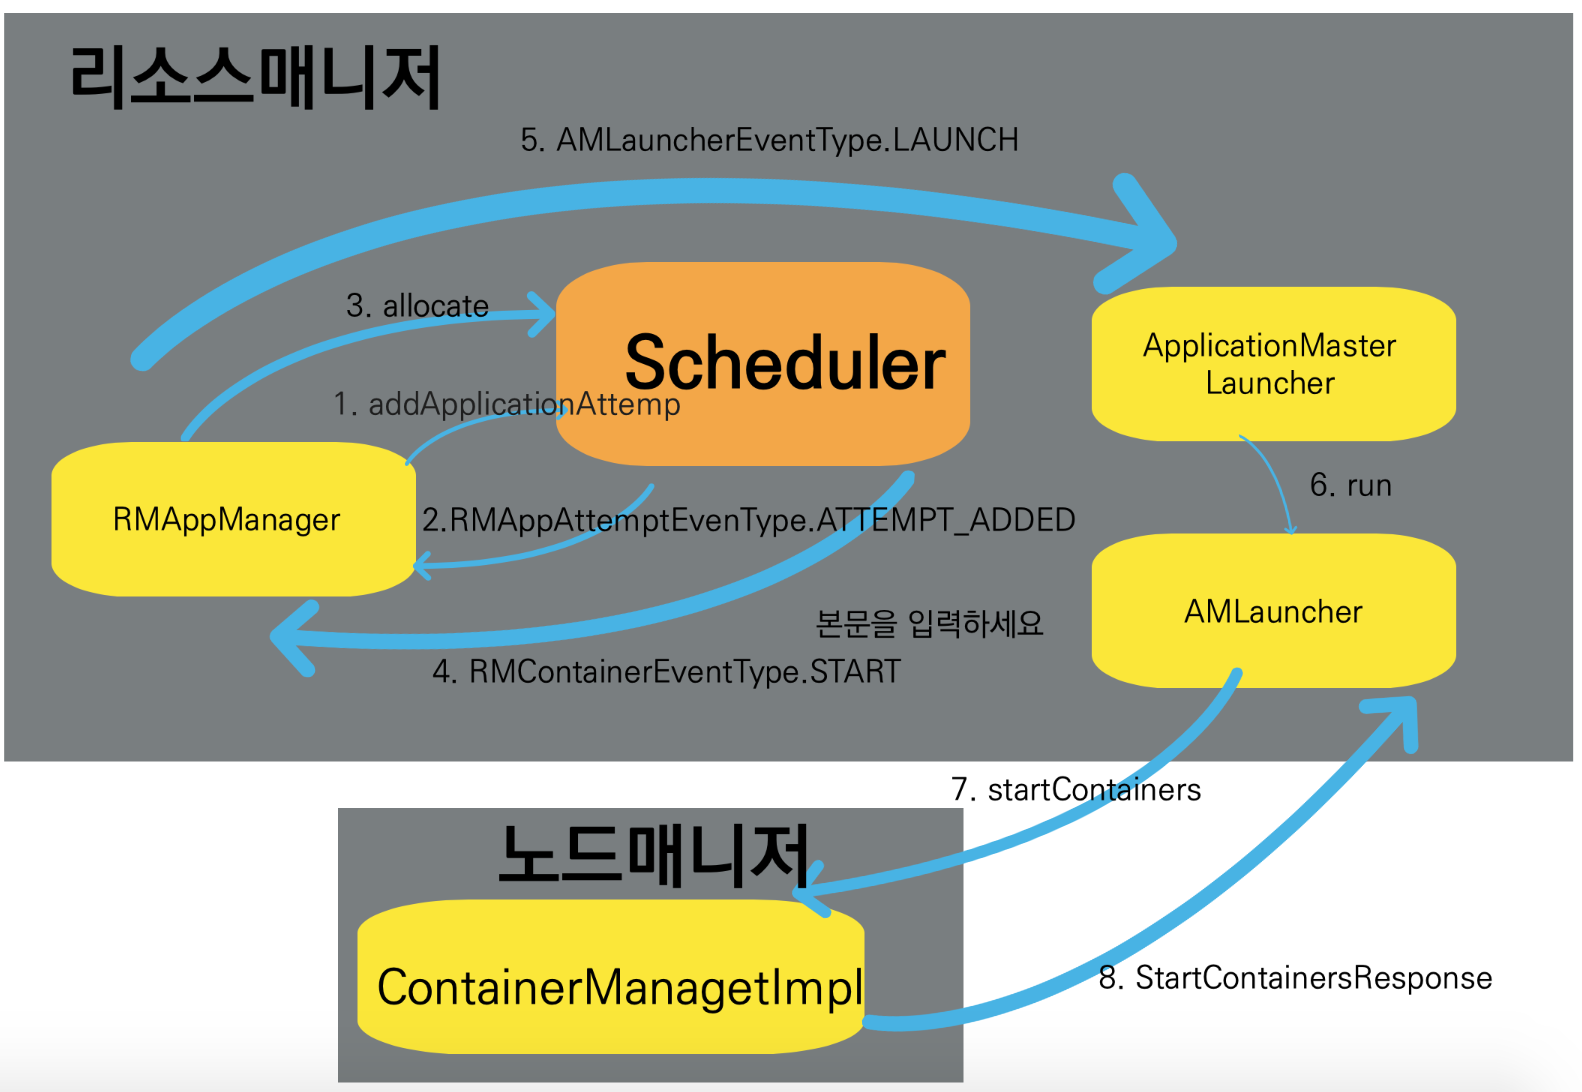 리소스매니저
5. AMLauncherEventType.LAUNCH
3. allocate
Scheduler
ApplicationMaster
Launcher
1. addApplicationAttemp
RMAppManager
2.RMAppAttemptEvenType.ATTEMPT_ADDED
6. run
본문을 입력하세요
AMLauncher
4. RMContainerEventType.START
7. startContainers
노드매니저
ContainerManagetImpl
8. StartContainersResponse